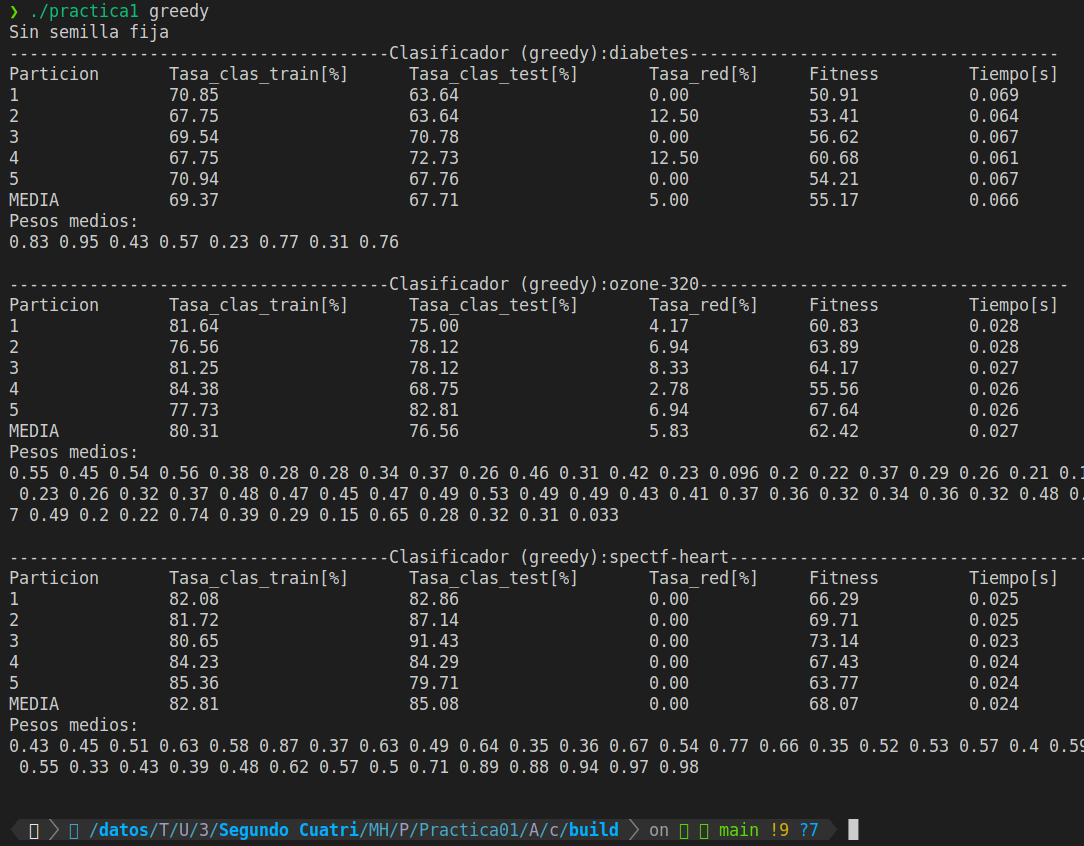 ❯ ./practica1 greedy
Sin semilla fija
--------------------------------------Clasificador (greedy):diabetes-------------------------------------
Particion Tasa_clas_train[%] Tasa_clas_test[%] Tasa_red[%] Fitness Tiempo[s]
1 70.85 63.64 0.00 50.91 0.069
2 67.75 63.64 12.50 53.41 0.064
3 69.54 70.78 0.00 56.62 0.067
4 67.75 72.73 12.50 60.68 0.061
5 70.94 67.76 0.00 54.21 0.067
MEDIA 69.37 67.71 5.00 55.17 0.066
Pesos medios:
0.83 0.95 0.43 0.57 0.23 0.77 0.31 0.76
--------------------------------------Clasificador (greedy):ozone-320-------------------------------------
Particion Tasa_clas_train[%] Tasa_clas_test[%] Tasa_red[%] Fitness Tiempo[s]
1 81.64 75.00 4.17 60.83 0.028
2 76.56 78.12 6.94 63.89 0.028
3 81.25 78.12 8.33 64.17 0.027
4 84.38 68.75 2.78 55.56 0.026
5 77.73 82.81 6.94 67.64 0.026
MEDIA 80.31 76.56 5.83 62.42 0.027
Pesos medios:
0.55 0.45 0.54 0.56 0.38 0.28 0.28 0.34 0.37 0.26 0.46 0.31 0.42 0.23 0.096 0.2 0.22 0.37 0.29 0.26 0.21
0.23 0.26 0.32 0.37 0.48 0.47 0.45 0.47 0.49 0.53 0.49 0.49 0.43 0.41 0.37 0.36 0.32 0.34 0.36 0.32 0.48 0.
7 0.49 0.2 0.22 0.74 0.39 0.29 0.15 0.65 0.28 0.32 0.31 0.033
--------------------------------------Clasificador (greedy):spectf-heart------------------------------------
Particion Tasa_clas_train[%] Tasa_clas_test[%] Tasa_red[%] Fitness Tiempo[s]
1 82.08 82.86 0.00 66.29 0.025
2 81.72 87.14 0.00 69.71 0.025
3 80.65 91.43 0.00 73.14 0.023
4 84.23 84.29 0.00 67.43 0.024
5 85.36 79.71 0.00 63.77 0.024
MEDIA 82.81 85.08 0.00 68.07 0.024
Pesos medios:
0.43 0.45 0.51 0.63 0.58 0.87 0.37 0.63 0.49 0.64 0.35 0.36 0.67 0.54 0.77 0.66 0.35 0.52 0.53 0.57 0.4 0.59
0.55 0.33 0.43 0.39 0.48 0.62 0.57 0.5 0.71 0.89 0.88 0.94 0.97 0.98
/datos/T/U/3/Segundo Cuatri/MH/P/Practica01/A/c/build on main !9 ?7